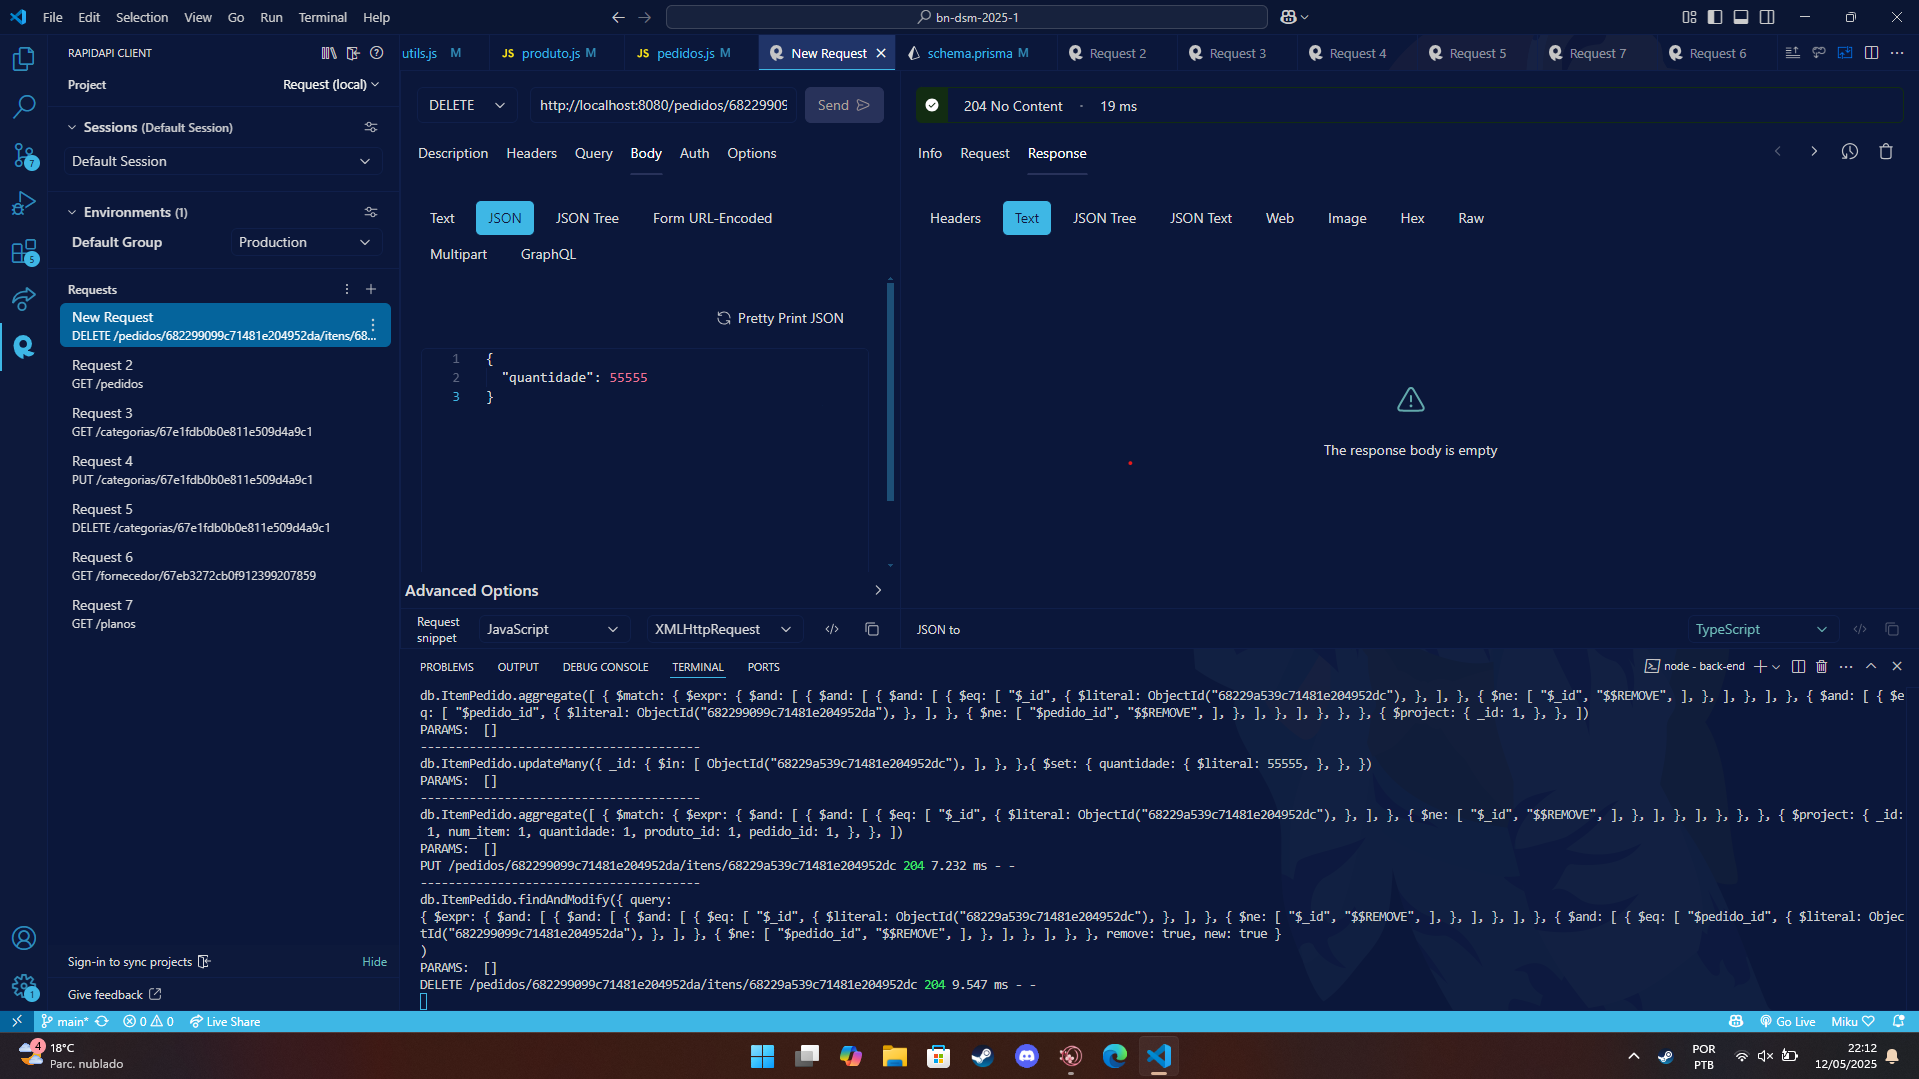 File Edit Selection View Go Run Terminal Help
bn-dsm-2025-1
RAPIDAPI CLIENT
utils.js M
JS produto.js M
JS pedidos.js M
New Request
schema.prisma M
Request 2
Request 3
Request 4
Request 5
Request 7
Request 6
Project
Request (local)
Sessions (Default Session)
Default Session
Environments (1)
Default Group
Production
Requests
New Request
DELETE /pedidos/682299099c71481e204952da/itens/68...
Request 2
GET /pedidos
Request 3
GET /categorias/67e1fdb0b0e811e509d4a9c1
Request 4
PUT /categorias/67e1fdb0b0e811e509d4a9c1
Request 5
DELETE /categorias/67e1fdb0b0e811e509d4a9c1
Request 6
GET /fornecedor/67eb3272cb0f912399207859
Request 7
GET /planos
Sign-in to sync projects
Hide
Give feedback
7
5
1
DELETE
http://localhost:8080/pedidos/68229909
Send
Description Headers Query Body Auth Options
Text JSON JSON Tree Form URL-Encoded
Multipart GraphQL
Pretty Print JSON
1 {
2 "quantidade": 55555
3 }
Advanced Options
Request snippet
JavaScript
XMLHttpRequest
204 No Content · 19 ms
Info Request Response
Headers Text JSON Tree JSON Text Web Image Hex Raw
The response body is empty
JSON to
TypeScript
PROBLEMS OUTPUT DEBUG CONSOLE TERMINAL PORTS
node - back-end
db.ItemPedido.aggregate([ { $match: { $expr: { $and: [ { $and: [ { $and: [ { $eq: [ "$_id", { $literal: ObjectId("68229a539c71481e204952dc"), }, ], }, { $ne: [ "$_id", "$$REMOVE", ], }, ], }, ], }, { $and: [ { $e
q: [ "$pedido_id", { $literal: ObjectId("682299099c71481e204952da"), }, ], }, { $ne: [ "$pedido_id", "$$REMOVE", ], }, ], }, ], }, }, }, { $project: { _id: 1, }, }, ])
PARAMS: []
----------------------------------------
db.ItemPedido.updateMany({ _id: { $in: [ ObjectId("68229a539c71481e204952dc"), ], }, },{ $set: { quantidade: { $literal: 55555, }, }, })
PARAMS: []
----------------------------------------
db.ItemPedido.aggregate([ { $match: { $expr: { $and: [ { $and: [ { $eq: [ "$_id", { $literal: ObjectId("68229a539c71481e204952dc"), }, ], }, { $ne: [ "$_id", "$$REMOVE", ], }, ], }, ], }, }, }, { $project: { _id:
1, num_item: 1, quantidade: 1, produto_id: 1, pedido_id: 1, }, }, ])
PARAMS: []
PUT /pedidos/682299099c71481e204952da/itens/68229a539c71481e204952dc 204 7.232 ms - -
----------------------------------------
db.ItemPedido.findAndModify({ query:
{ $expr: { $and: [ { $and: [ { $and: [ { $eq: [ "$_id", { $literal: ObjectId("68229a539c71481e204952dc"), }, ], }, { $ne: [ "$_id", "$$REMOVE", ], }, ], }, ], }, { $and: [ { $eq: [ "$pedido_id", { $literal: Objec
tId("682299099c71481e204952da"), }, ], }, { $ne: [ "$pedido_id", "$$REMOVE", ], }, ], }, ], }, }, remove: true, new: true }
)
PARAMS: []
DELETE /pedidos/682299099c71481e204952da/itens/68229a539c71481e204952dc 204 9.547 ms - -
main* 0 0 Live Share
Go Live
Miku
4
18°C
Parc. nublado
POR
PTB
22:12
12/05/2025